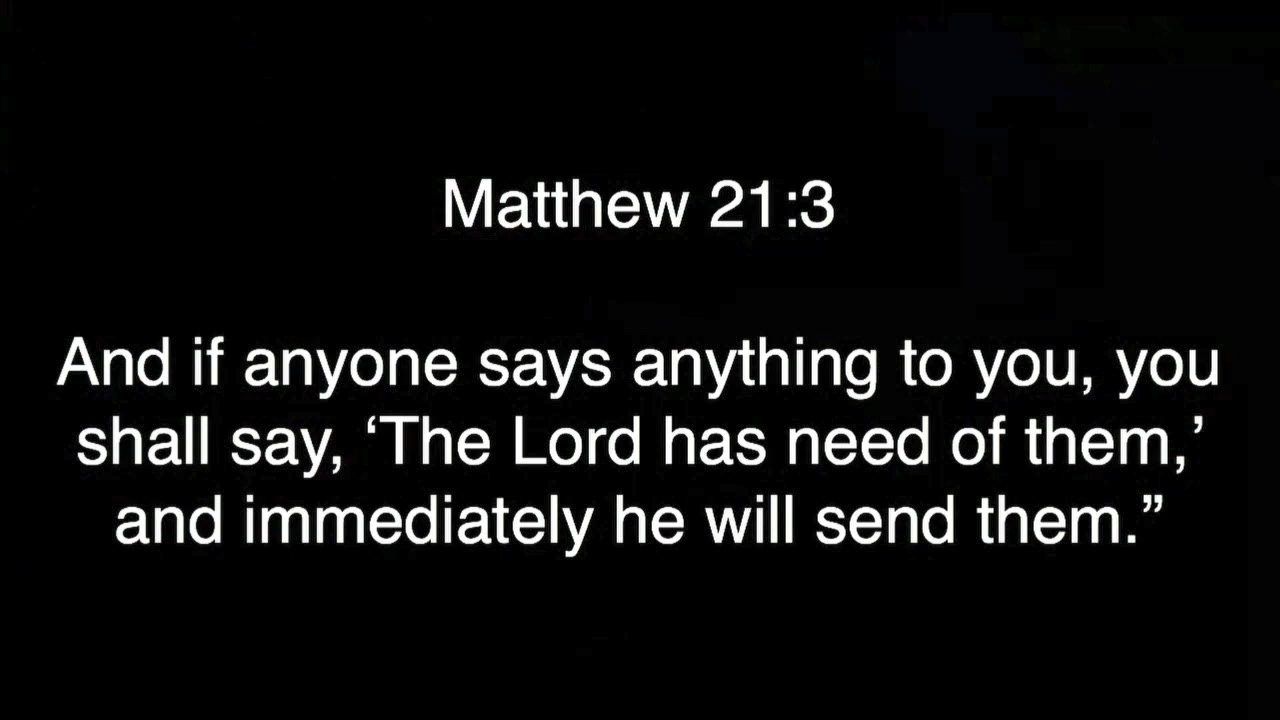 Matthew 21:3
And if anyone says anything to you, you
shall say, ‘The Lord has need of them,’
and immediately he will send them.”